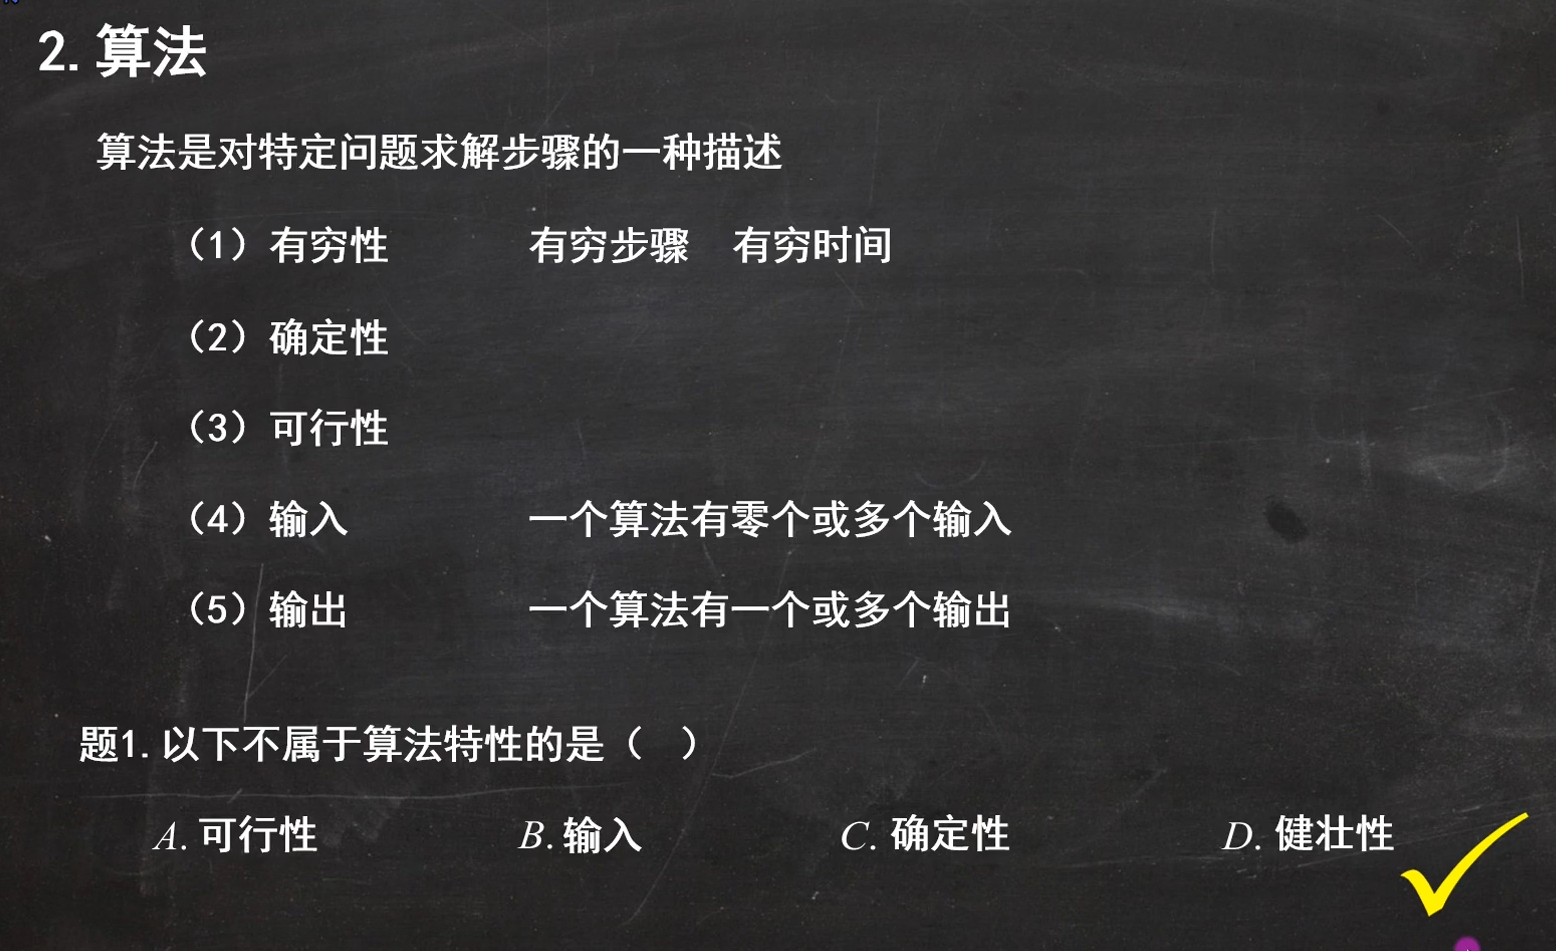 2. 算法
算法是对特定问题求解步骤的一种描述
（1）有穷性 有穷步骤 有穷时间
（2）确定性
（3）可行性
（4）输入 一个算法有零个或多个输入
（5）输出 一个算法有一个或多个输出
题1. 以下不属于算法特性的是（ ）
A. 可行性 B. 输入 C. 确定性 D. 健壮性